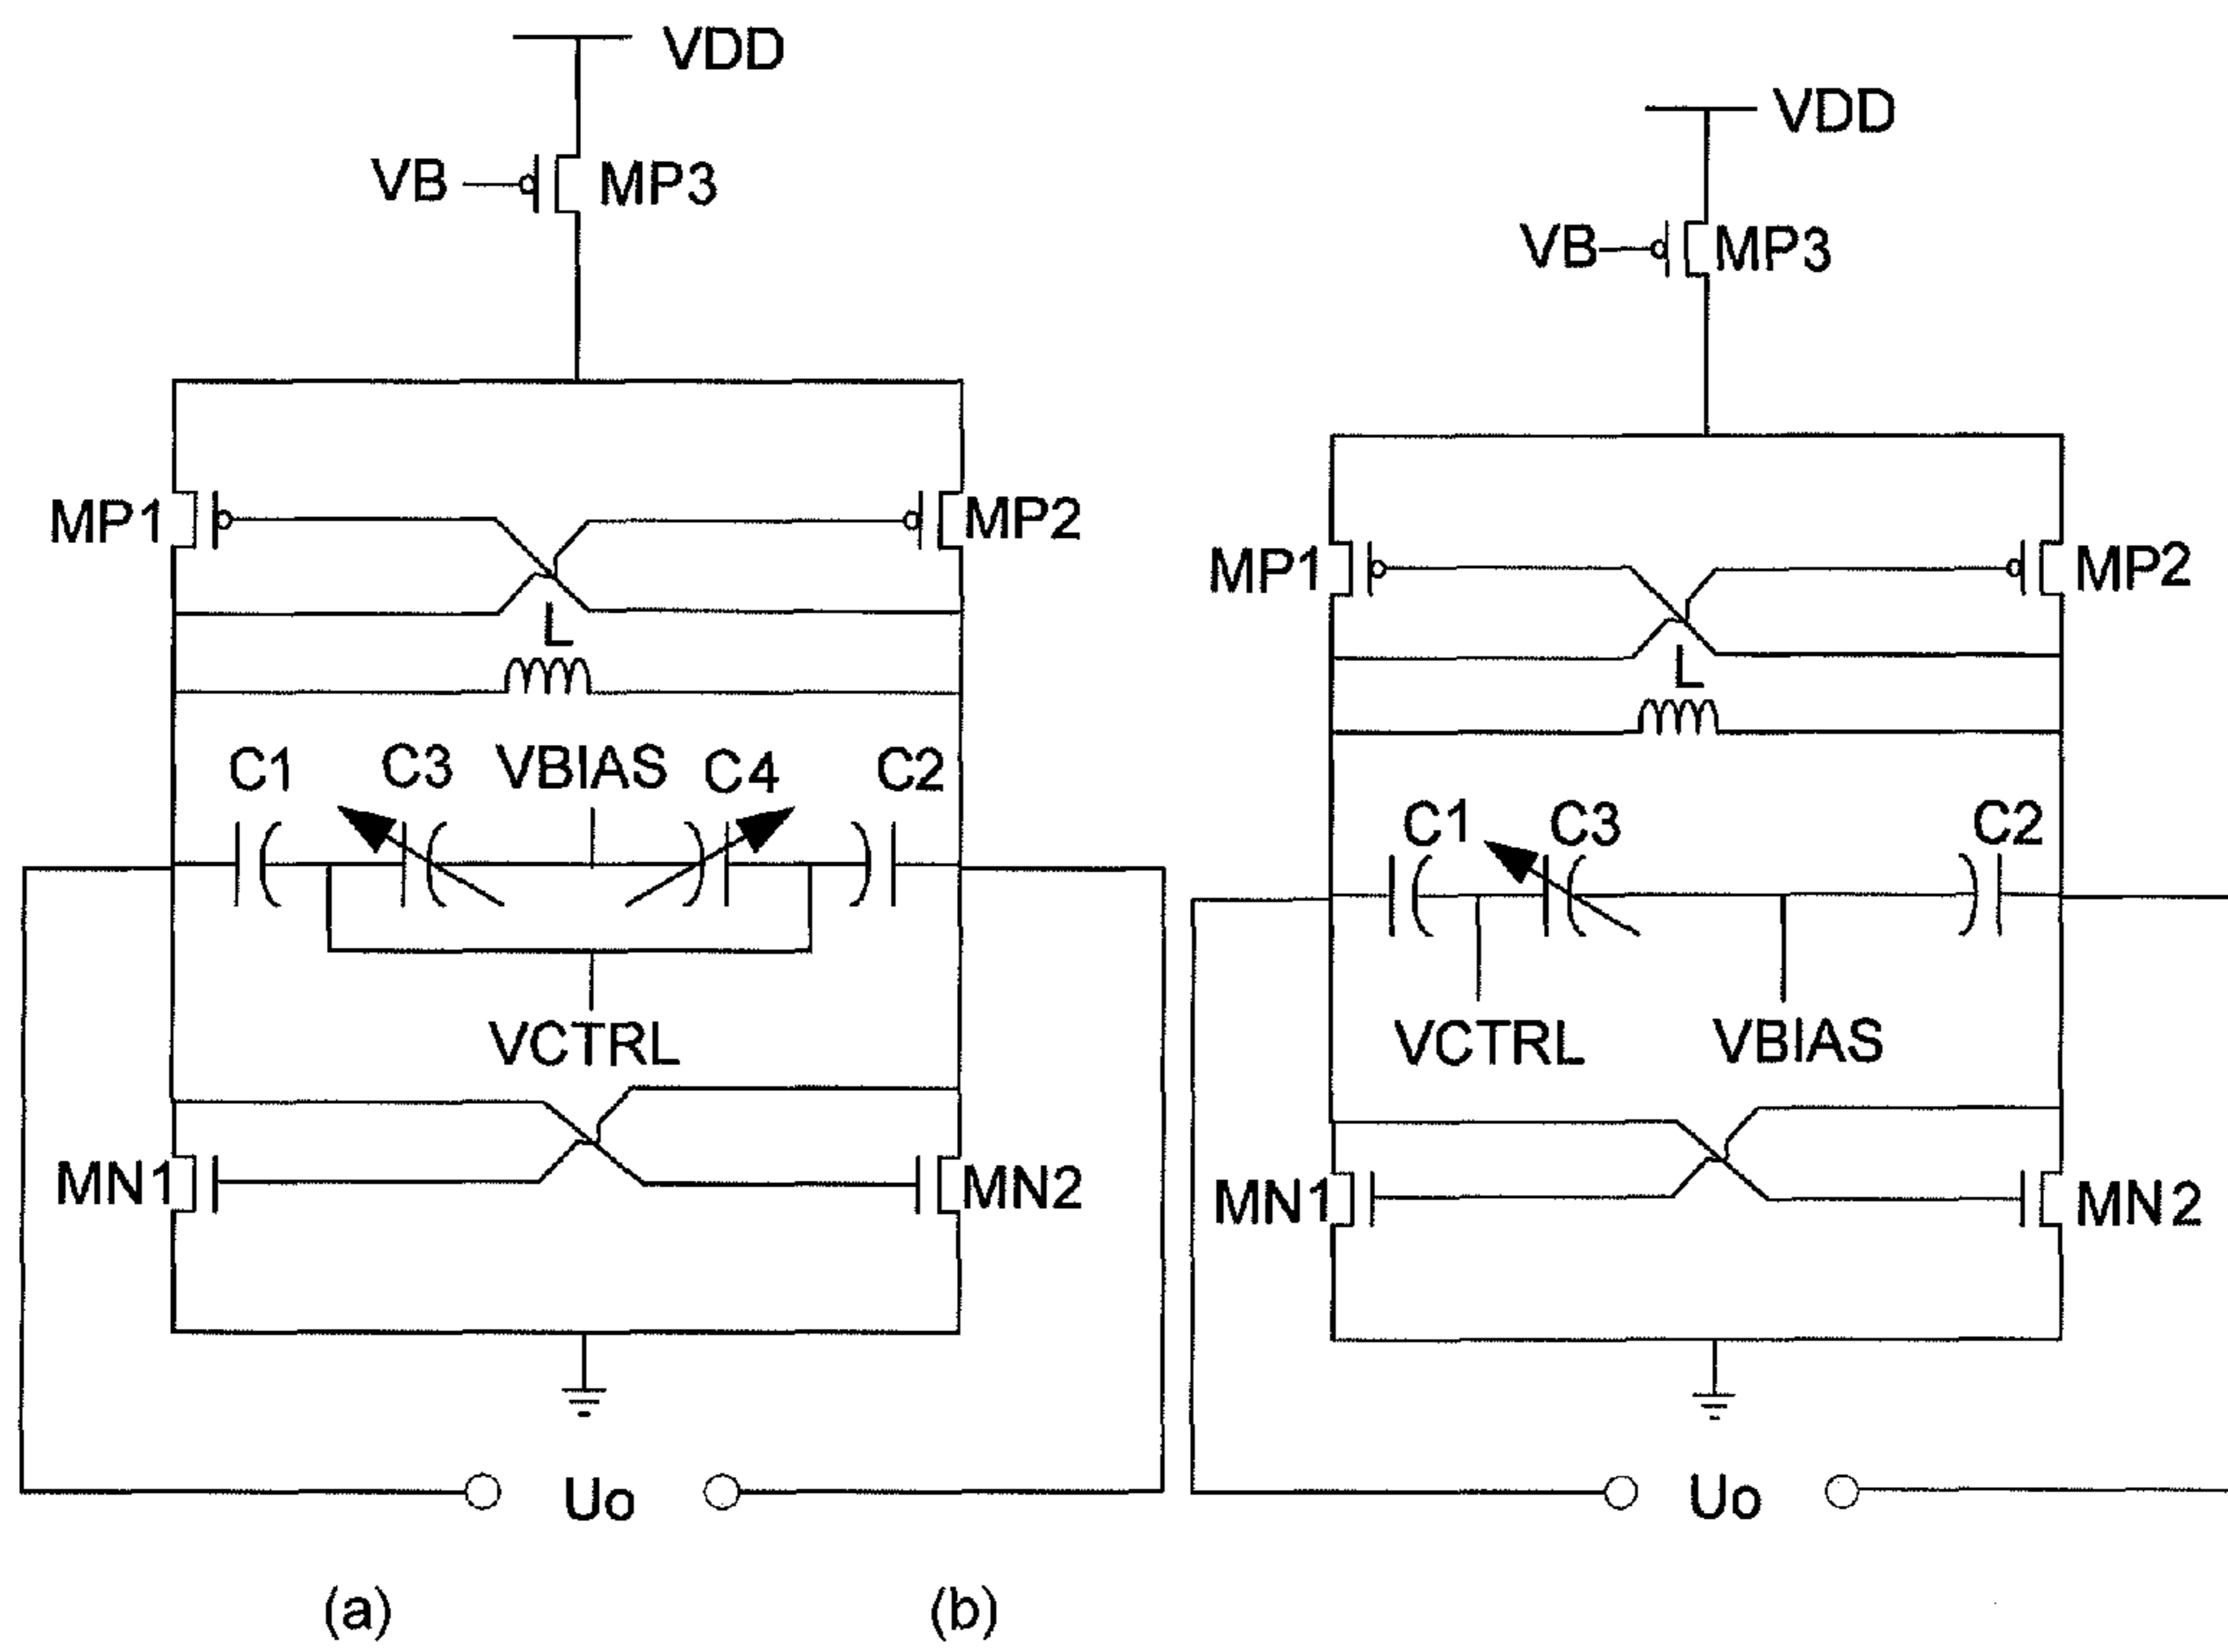 VDD
VB
MP3
MP1
MP2
L
C1
C3
VBIAS
C4
C2
VCTRL
MN1
MN2
Uo
(a)
VDD
VB
MP3
MP1
MP2
L
C1
C3
C2
VCTRL
VBIAS
MN1
MN2
Uo
(b)